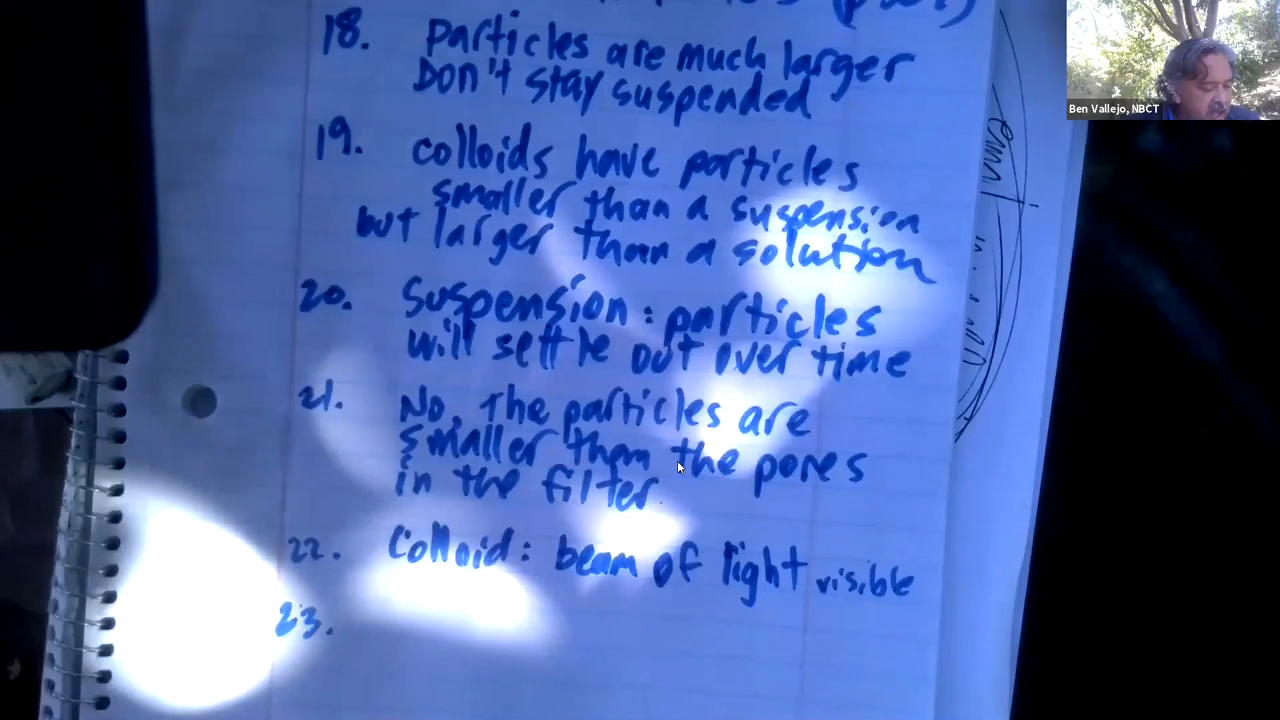 18. particles are much larger
Don't stay suspended
19. colloids have particles
smaller than a suspension
but larger than a solution
20. Suspension: particles
will settle out over time
21. No, the particles are
smaller than the pores
in the filter.
22. Colloid: beam of light visible
23.
Ben Vallejo, NBCT